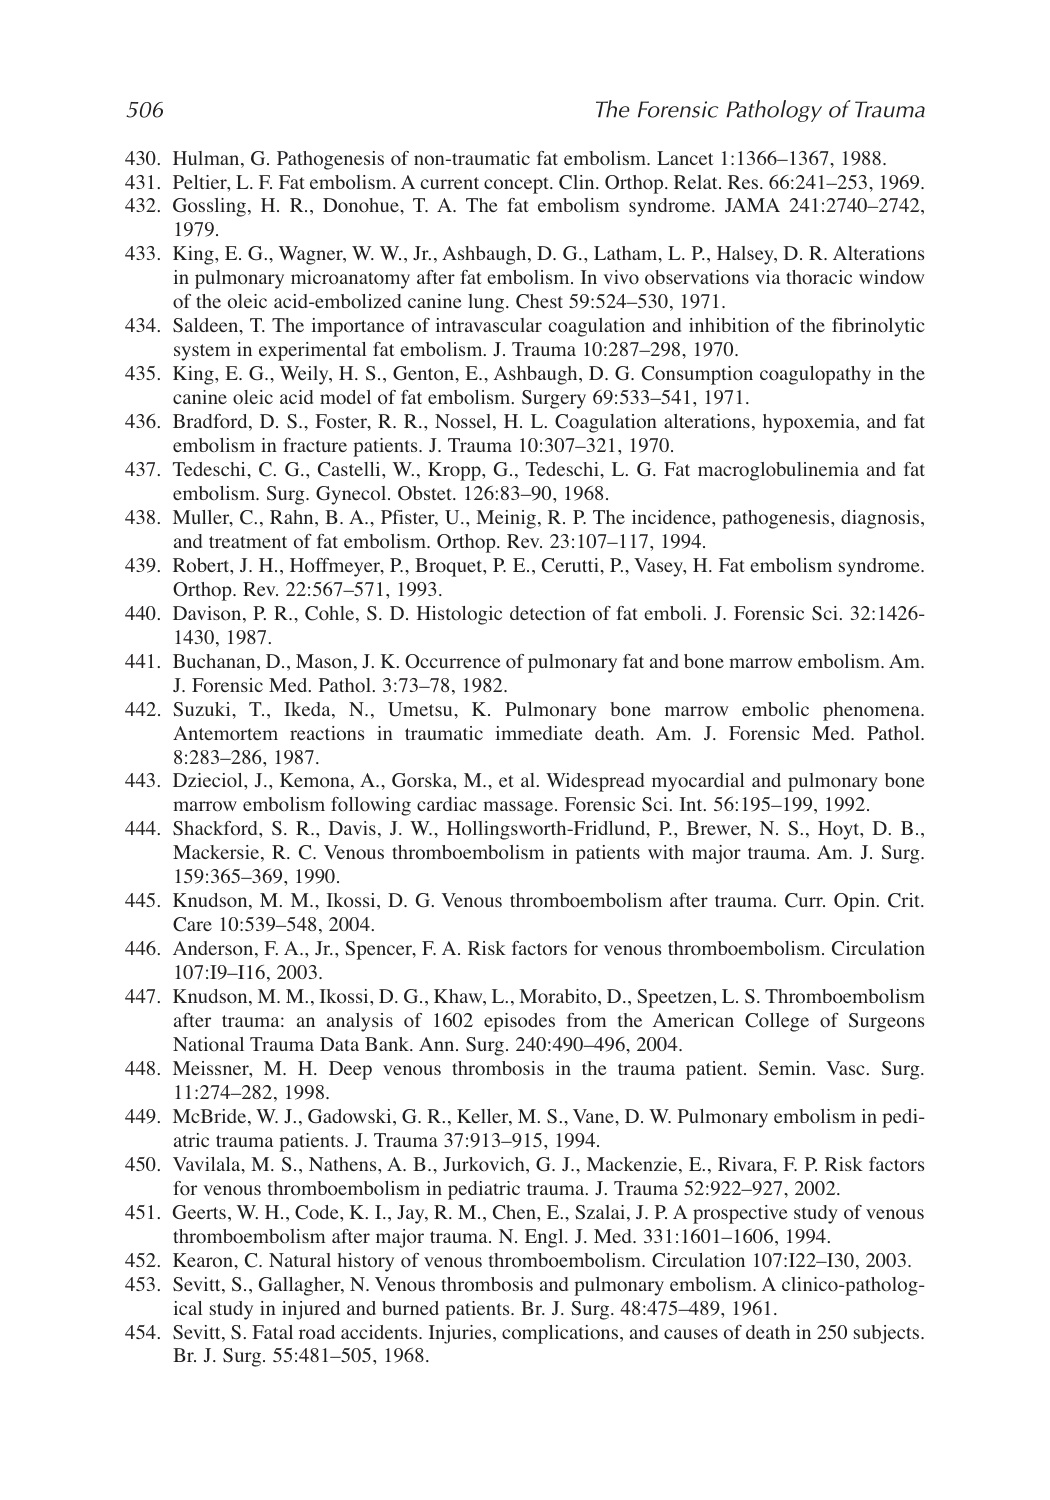 506 The Forensic Pathology of Trauma
430. Hulman, G. Pathogenesis of non-traumatic fat embolism. Lancet 1:1366–1367, 1988.
431. Peltier, L. F. Fat embolism. A current concept. Clin. Orthop. Relat. Res. 66:241–253, 1969.
432. Gossling, H. R., Donohue, T. A. The fat embolism syndrome. JAMA 241:2740–2742,
1979.
433. King, E. G., Wagner, W. W., Jr., Ashbaugh, D. G., Latham, L. P., Halsey, D. R. Alterations
in pulmonary microanatomy after fat embolism. In vivo observations via thoracic window
of the oleic acid-embolized canine lung. Chest 59:524–530, 1971.
434. Saldeen, T. The importance of intravascular coagulation and inhibition of the fibrinolytic
system in experimental fat embolism. J. Trauma 10:287–298, 1970.
435. King, E. G., Weily, H. S., Genton, E., Ashbaugh, D. G. Consumption coagulopathy in the
canine oleic acid model of fat embolism. Surgery 69:533–541, 1971.
436. Bradford, D. S., Foster, R. R., Nossel, H. L. Coagulation alterations, hypoxemia, and fat
embolism in fracture patients. J. Trauma 10:307–321, 1970.
437. Tedeschi, C. G., Castelli, W., Kropp, G., Tedeschi, L. G. Fat macroglobulinemia and fat
embolism. Surg. Gynecol. Obstet. 126:83–90, 1968.
438. Muller, C., Rahn, B. A., Pfister, U., Meinig, R. P. The incidence, pathogenesis, diagnosis,
and treatment of fat embolism. Orthop. Rev. 23:107–117, 1994.
439. Robert, J. H., Hoffmeyer, P., Broquet, P. E., Cerutti, P., Vasey, H. Fat embolism syndrome.
Orthop. Rev. 22:567–571, 1993.
440. Davison, P. R., Cohle, S. D. Histologic detection of fat emboli. J. Forensic Sci. 32:1426-
1430, 1987.
441. Buchanan, D., Mason, J. K. Occurrence of pulmonary fat and bone marrow embolism. Am.
J. Forensic Med. Pathol. 3:73–78, 1982.
442. Suzuki, T., Ikeda, N., Umetsu, K. Pulmonary bone marrow embolic phenomena.
Antemortem reactions in traumatic immediate death. Am. J. Forensic Med. Pathol.
8:283–286, 1987.
443. Dzieciol, J., Kemona, A., Gorska, M., et al. Widespread myocardial and pulmonary bone
marrow embolism following cardiac massage. Forensic Sci. Int. 56:195–199, 1992.
444. Shackford, S. R., Davis, J. W., Hollingsworth-Fridlund, P., Brewer, N. S., Hoyt, D. B.,
Mackersie, R. C. Venous thromboembolism in patients with major trauma. Am. J. Surg.
159:365–369, 1990.
445. Knudson, M. M., Ikossi, D. G. Venous thromboembolism after trauma. Curr. Opin. Crit.
Care 10:539–548, 2004.
446. Anderson, F. A., Jr., Spencer, F. A. Risk factors for venous thromboembolism. Circulation
107:I9–I16, 2003.
447. Knudson, M. M., Ikossi, D. G., Khaw, L., Morabito, D., Speetzen, L. S. Thromboembolism
after trauma: an analysis of 1602 episodes from the American College of Surgeons
National Trauma Data Bank. Ann. Surg. 240:490–496, 2004.
448. Meissner, M. H. Deep venous thrombosis in the trauma patient. Semin. Vasc. Surg.
11:274–282, 1998.
449. McBride, W. J., Gadowski, G. R., Keller, M. S., Vane, D. W. Pulmonary embolism in pedi-
atric trauma patients. J. Trauma 37:913–915, 1994.
450. Vavilala, M. S., Nathens, A. B., Jurkovich, G. J., Mackenzie, E., Rivara, F. P. Risk factors
for venous thromboembolism in pediatric trauma. J. Trauma 52:922–927, 2002.
451. Geerts, W. H., Code, K. I., Jay, R. M., Chen, E., Szalai, J. P. A prospective study of venous
thromboembolism after major trauma. N. Engl. J. Med. 331:1601–1606, 1994.
452. Kearon, C. Natural history of venous thromboembolism. Circulation 107:I22–I30, 2003.
453. Sevitt, S., Gallagher, N. Venous thrombosis and pulmonary embolism. A clinico-patholog-
ical study in injured and burned patients. Br. J. Surg. 48:475–489, 1961.
454. Sevitt, S. Fatal road accidents. Injuries, complications, and causes of death in 250 subjects.
Br. J. Surg. 55:481–505, 1968.